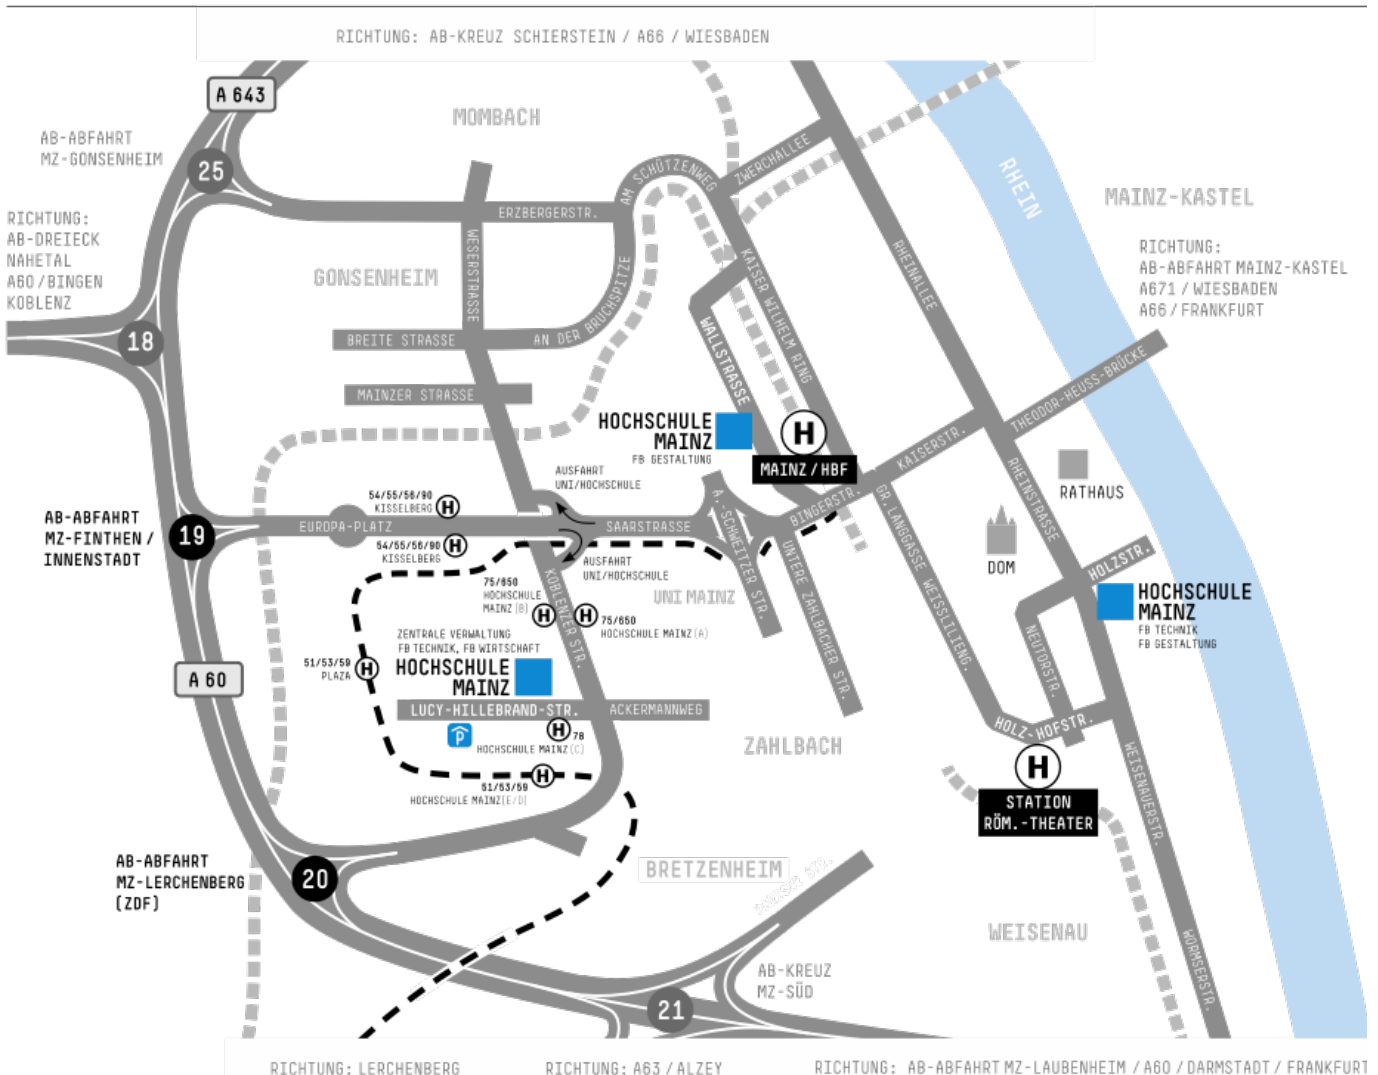 RICHTUNG: AB-KREUZ SCHIERSTEIN / A66 / WIESBADEN
A 643
MOMBACH
AB-ABFAHRT
MZ-GONSENHEIM
25
ZWERCHALLEE
AM SCHÜTZENWEG
RHEIN
MAINZ-KASTEL
RICHTUNG:
AB-DREIECK
NAHETAL
A60/BINGEN
KOBLENZ
ERZBERGERSTR.
WESERSTRASSE
GONSENHEIM
KAISER WILHELM RING
RHEINALLEE
RICHTUNG:
AB-ABFAHRT MAINZ-KASTEL
A671 / WIESBADEN
A66 / FRANKFURT
18
BREITE STRASSE
AN DER BRUCHSPITZE
WALLSTRASSE
THEODOR-HEUSS-BRÜCKE
MAINZER STRASSE
HOCHSCHULE
MAINZ
FB GESTALTUNG
H
MAINZ / HBF
KAISERSTR.
RHEINSTRASSE
RATHAUS
AUSFAHRT
UNI/HOCHSCHULE
54/55/56/90
KISSELBERG
H
A.-SCHWEITZER STR.
BINGERSTR.
GR. LANGGASSE WEISSLILIENG.
AB-ABFAHRT
MZ-FINTHEN /
INNENSTADT
19
EUROPA-PLATZ
SAARSTRASSE
54/55/56/90
KISSELBERG
H
UNTERE ZAHLBACHER STR.
DOM
HOLZSTR.
AUSFAHRT
UNI/HOCHSCHULE
KOBLENZER STR.
UNI MAINZ
75/650
HOCHSCHULE
MAINZ (B)
H
H
75/650
HOCHSCHULE MAINZ (A)
HOCHSCHULE
MAINZ
FB TECHNIK
FB GESTALTUNG
NEUTORSTR.
ZENTRALE VERWALTUNG
FB TECHNIK, FB WIRTSCHAFT
HOCHSCHULE
MAINZ
51/53/59
PLAZA
H
A 60
LUCY-HILLEBRAND-STR.
ACKERMANNWEG
P
H
78
HOCHSCHULE MAINZ (C)
ZAHLBACH
HOLZ-HOFSTR.
H
STATION
RÖM.-THEATER
WEISENAUERSTR.
H
51/53/59
HOCHSCHULE MAINZ (E/D)
AB-ABFAHRT
MZ-LERCHENBERG
(ZDF)
20
BRETZENHEIM
WEISENAU
WORMSERSTR.
AB-KREUZ
MZ-SÜD
21
RICHTUNG: LERCHENBERG
RICHTUNG: A63 / ALZEY
RICHTUNG: AB-ABFAHRT MZ-LAUBENHEIM / A60 / DARMSTADT / FRANKFURT